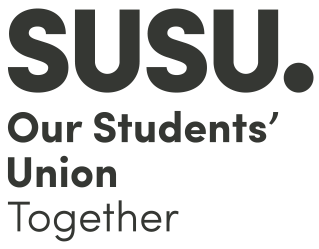 SUSU.
Our Students’
Union
Together